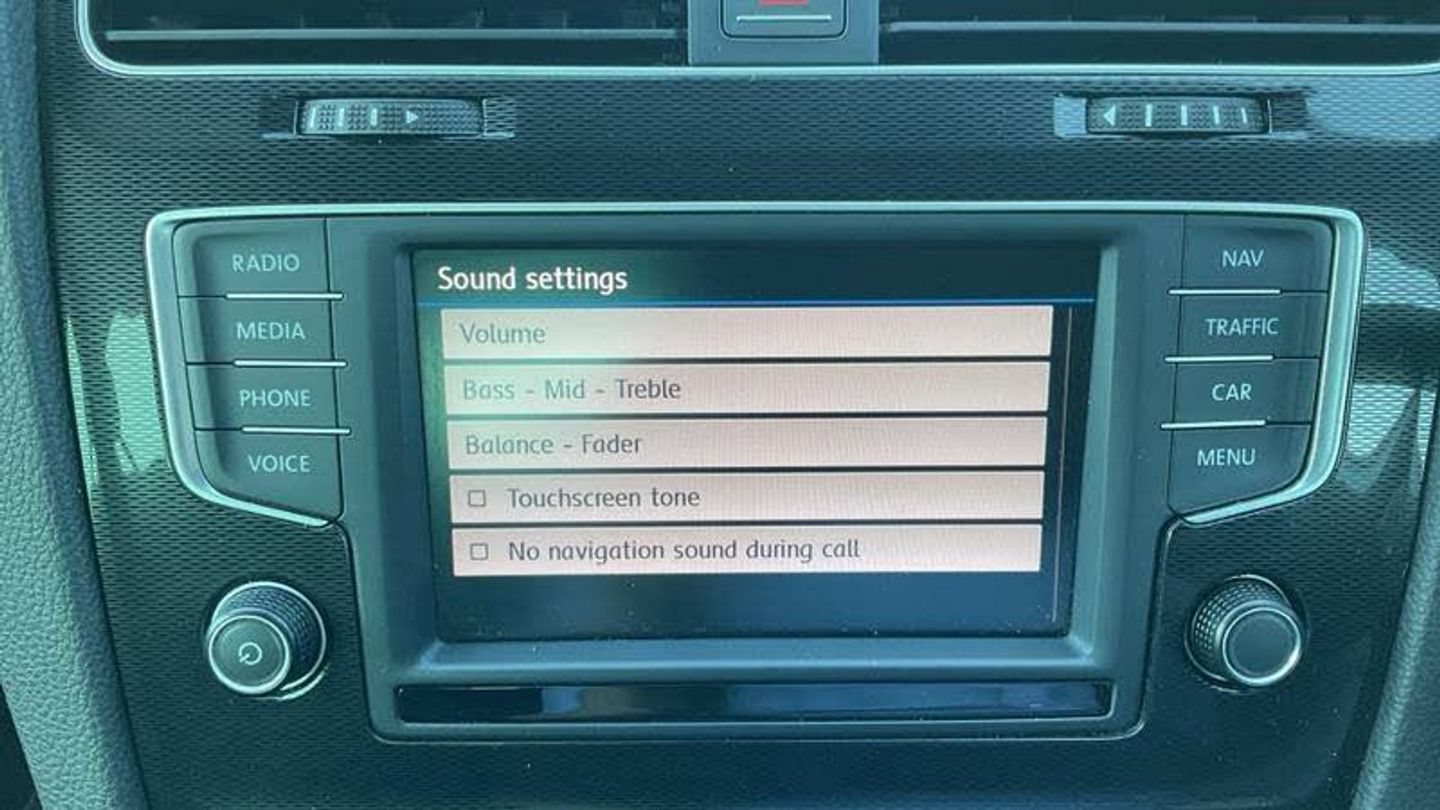 RADIO
MEDIA
PHONE
VOICE
Sound settings
Volume
Bass - Mid - Treble
Balance - Fader
Touchscreen tone
No navigation sound during call
NAV
TRAFFIC
CAR
MENU